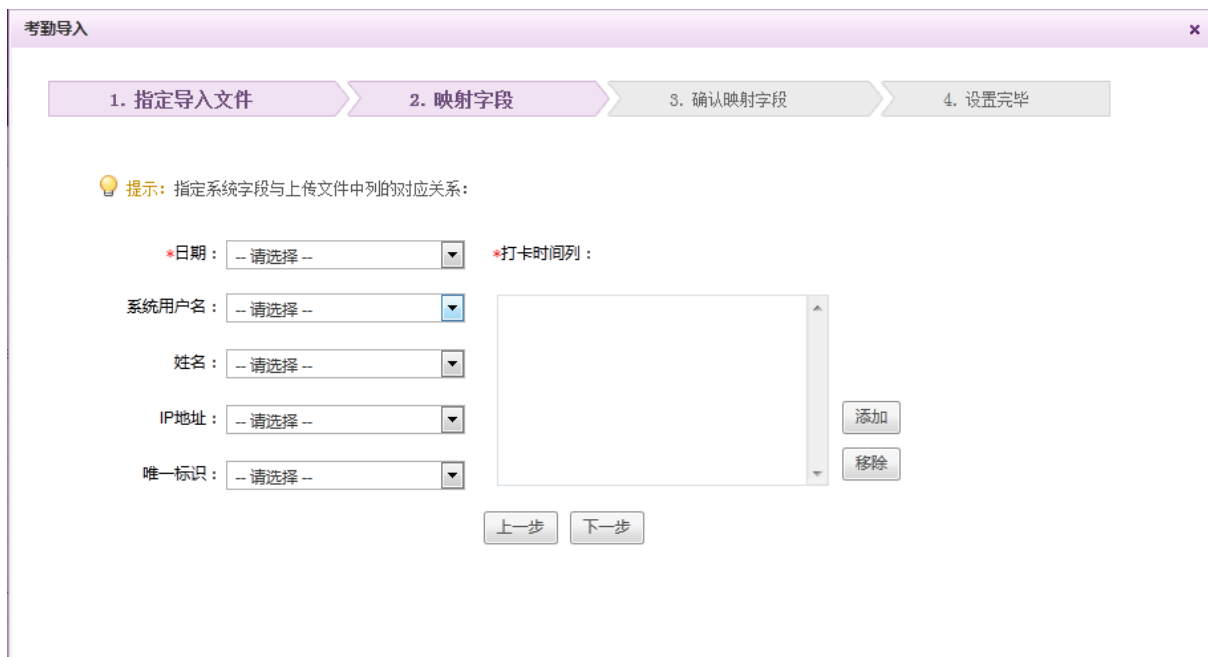 考勤导入
1. 指定导入文件 2. 映射字段 3. 确认映射字段 4. 设置完毕
提示: 指定系统字段与上传文件中列的对应关系:
*日期： -- 请选择 -- *打卡时间列：
系统用户名： -- 请选择 --
姓名： -- 请选择 --
IP地址： -- 请选择 --
添加
唯一标识： -- 请选择 --
移除
上一步 下一步